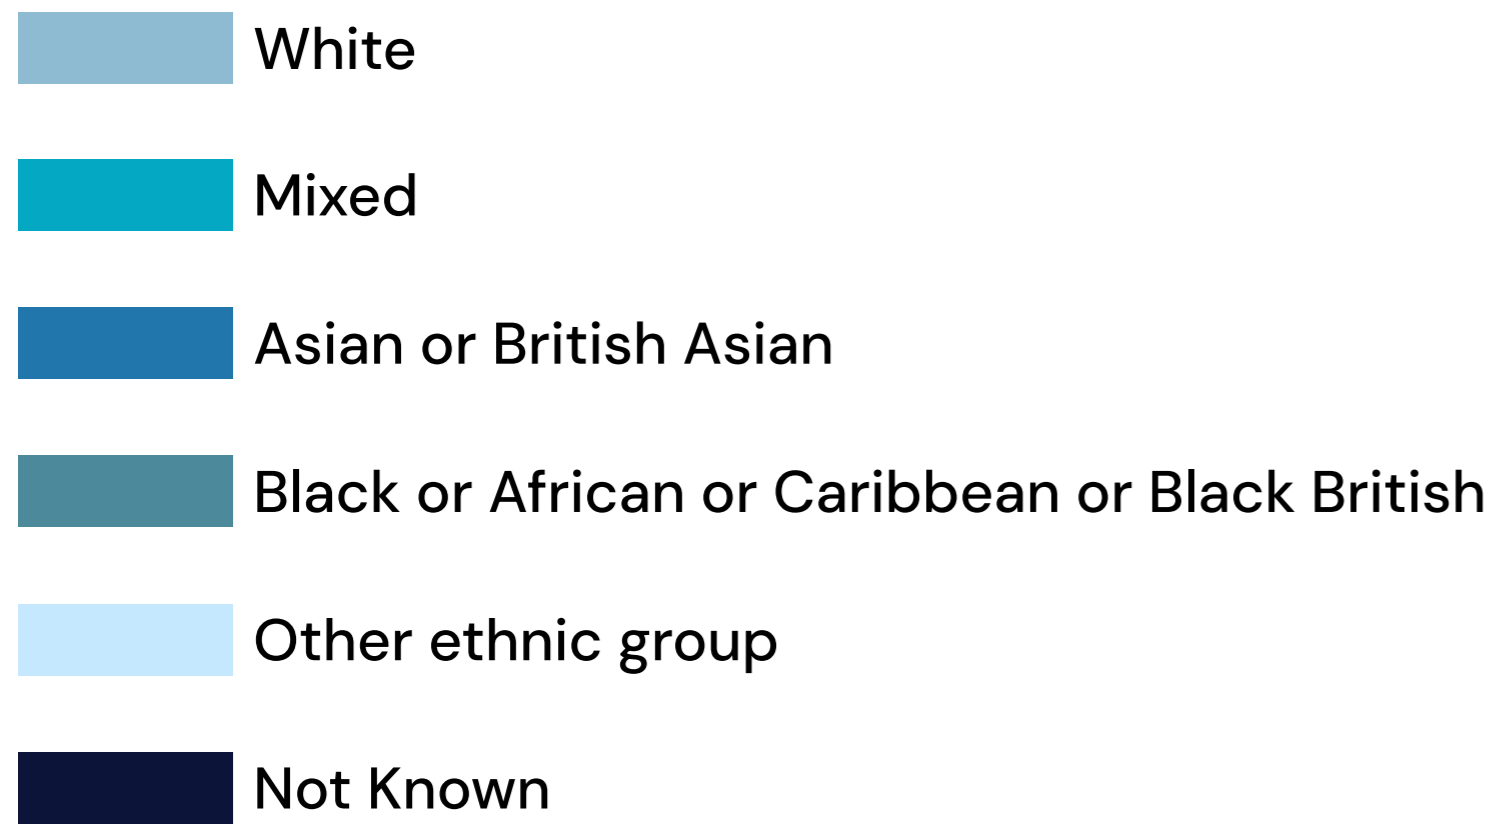 White
Mixed
Asian or British Asian
Black or African or Caribbean or Black British
Other ethnic group
Not Known